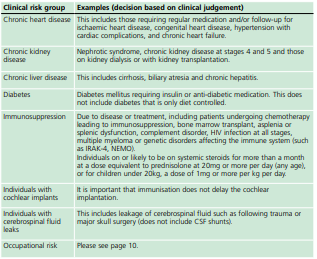 Clinical risk group Examples (decision based on clinical judgement)
Chronic heart disease This includes those requiring regular medication and/or follow-up for
ischaemic heart disease, congenital heart disease, hypertension with
cardiac complications, and chronic heart failure.
Chronic kidney Nephrotic syndrome, chronic kidney disease at stages 4 and 5 and those
disease on kidney dialysis or with kidney transplantation.
Chronic liver disease This includes cirrhosis, biliary atresia and chronic hepatitis.
Diabetes Diabetes mellitus requiring insulin or anti-diabetic medication. This does
not include diabetes that is only diet controlled.
Immunosuppression Due to disease or treatment, including patients undergoing chemotherapy
leading to immunosuppression, bone marrow transplant, asplenia or
splenic dysfunction, complement disorder, HIV infection at all stages,
multiple myeloma or genetic disorders affecting the immune system (such
as IRAK-4, NEMO).
Individuals on or likely to be on systemic steroids for more than a month
at a dose equivalent to prednisolone at 20mg or more per day (any age),
or for children under 20kg, a dose of 1mg or more per kg per day.
Individuals with It is important that immunisation does not delay the cochlear
cochlear implants implantation.
Individuals with This includes leakage of cerebrospinal fluid such as following trauma or
cerebrospinal fluid major skull surgery (does not include CSF shunts).
leaks
Occupational risk Please see page 10.